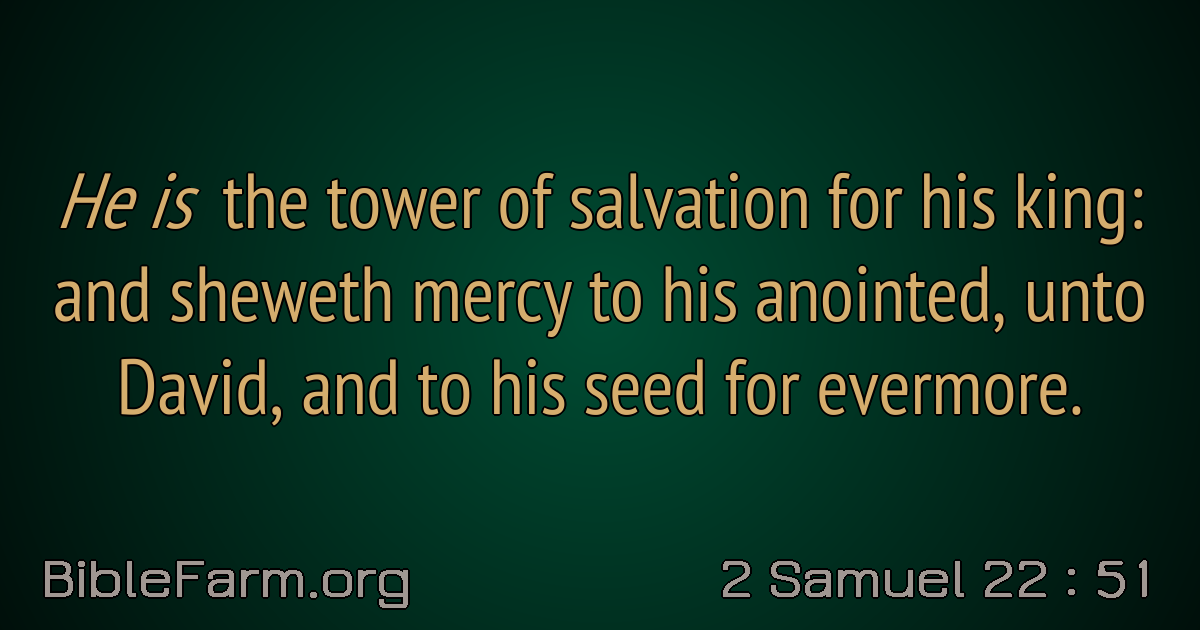 He is the tower of salvation for his king:
and sheweth mercy to his anointed, unto
David, and to his seed for evermore.
BibleFarm.org
2 Samuel 22 : 51